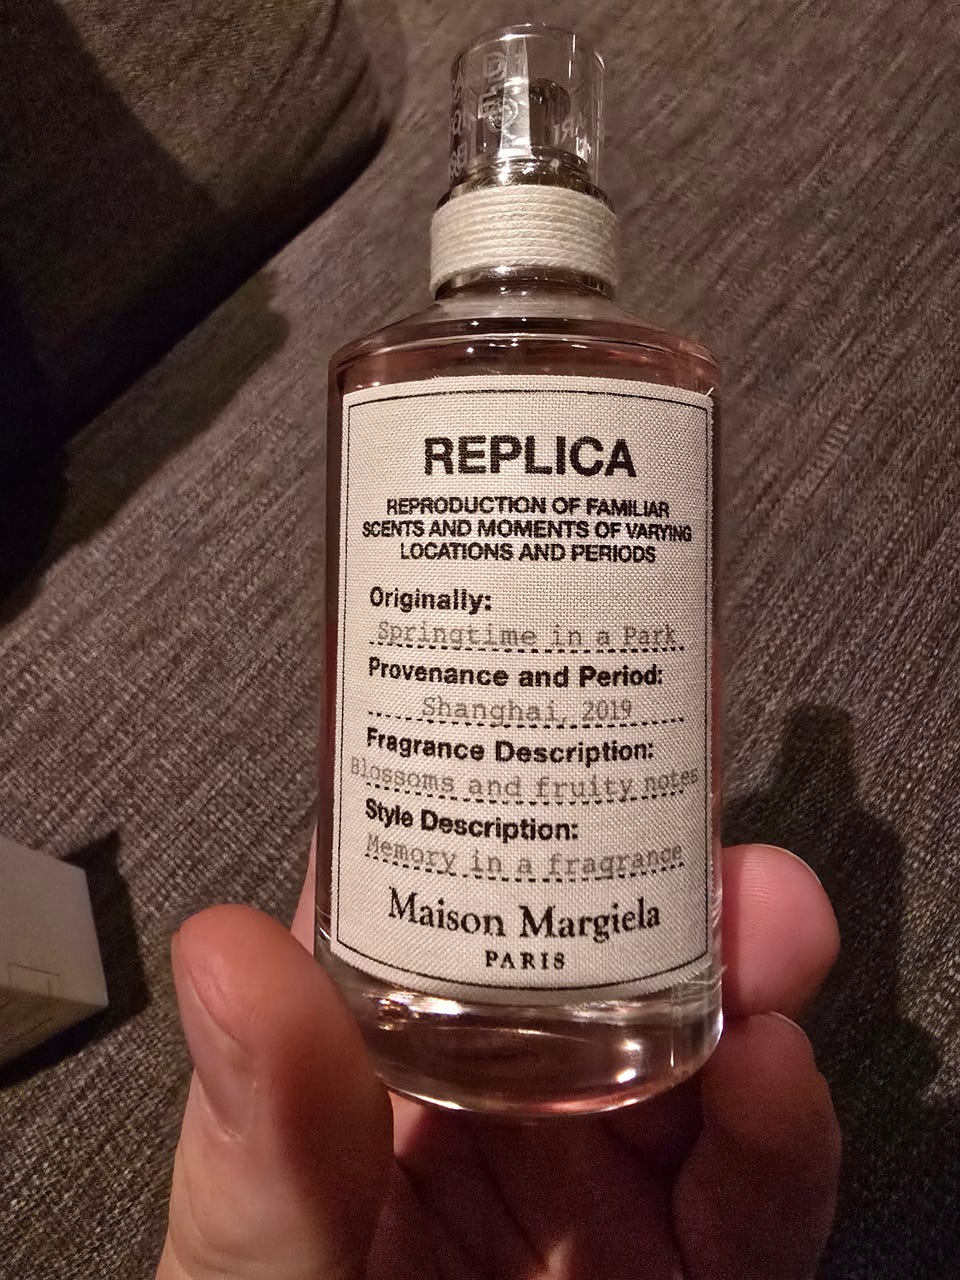 REPLICA
REPRODUCTION OF FAMILIAR
SCENTS AND MOMENTS OF VARYING
LOCATIONS AND PERIODS
Originally:
Springtime in a Park
Provenance and Period:
Shanghai, 2019
Fragrance Description:
Blossoms and fruity notes
Style Description:
Memory in a fragrance
Maison Margiela
PARIS